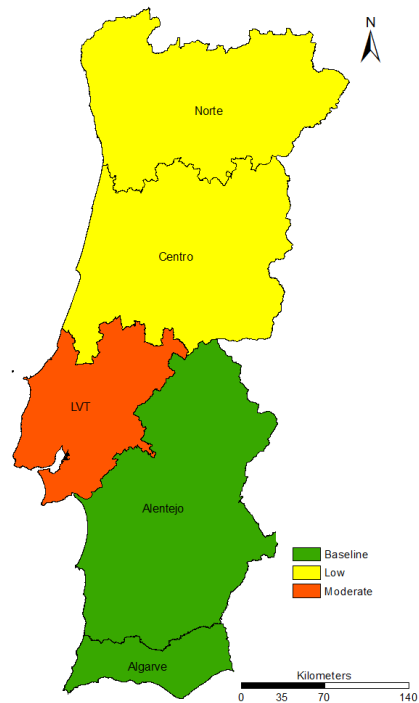 N
Norte
Centro
LVT
Alentejo
Baseline
Low
Moderate
Algarve
Kilometers
0 35 70 140